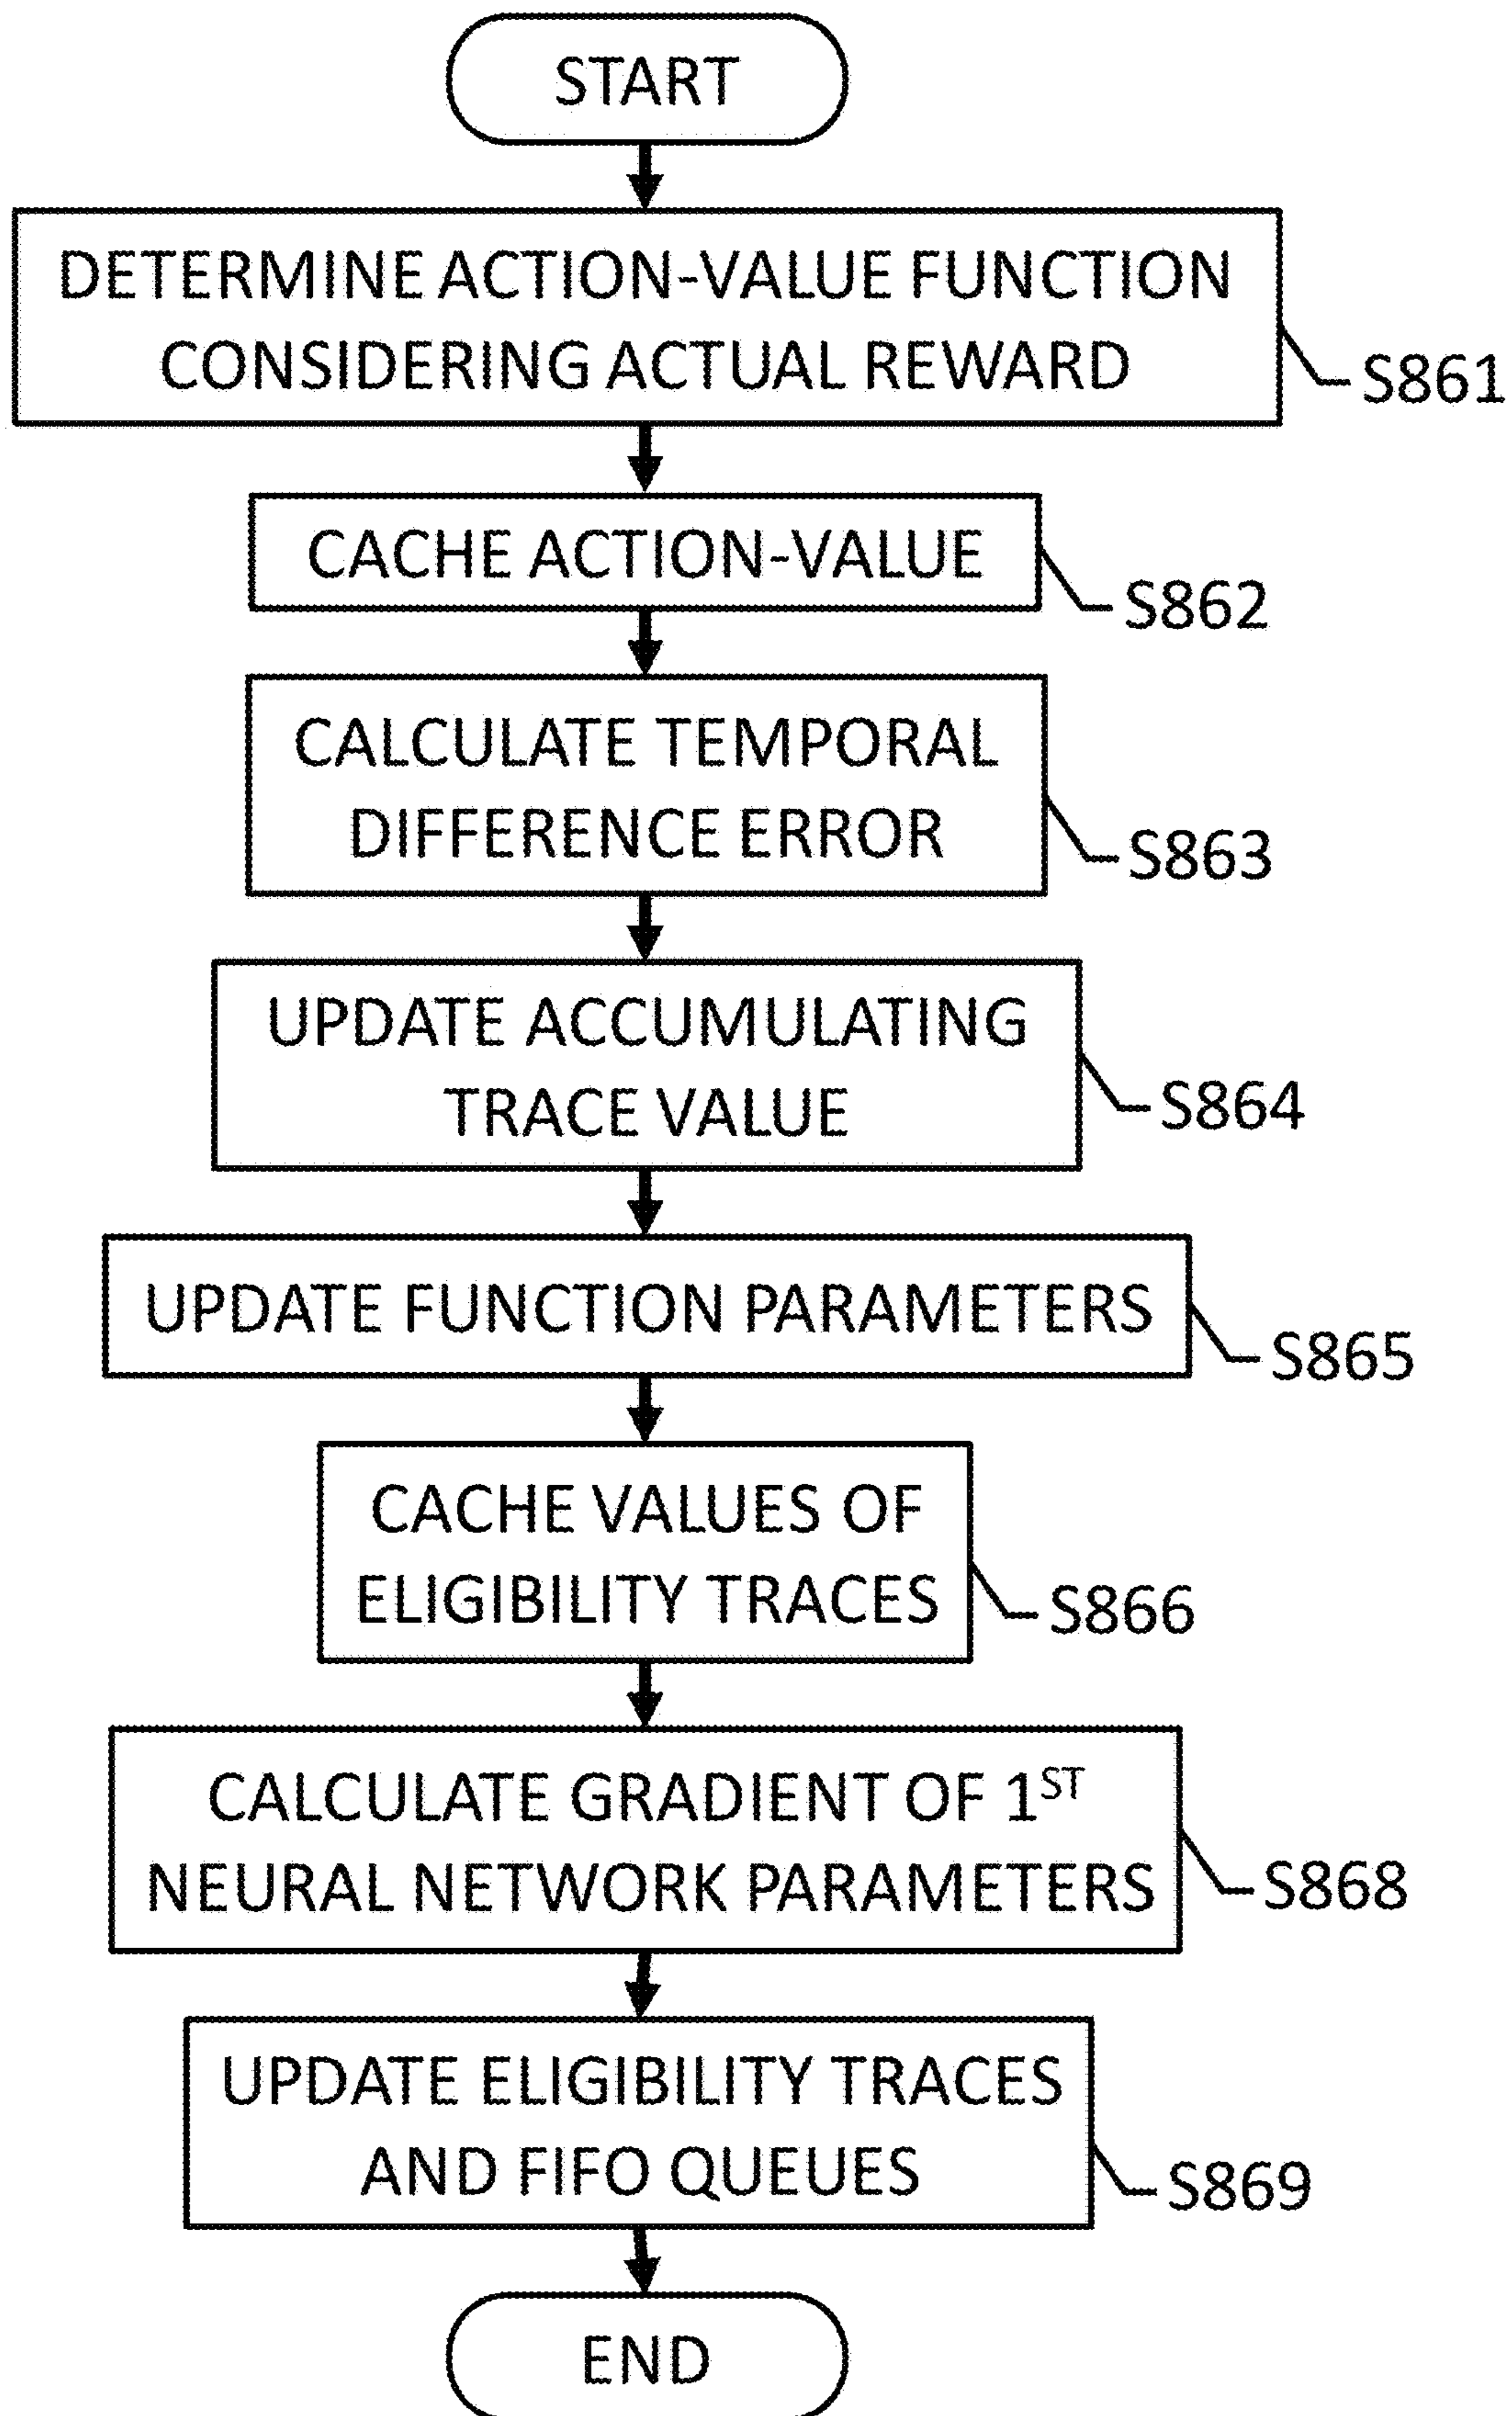 START
DETERMINE ACTION-VALUE FUNCTION
CONSIDERING ACTUAL REWARD
S861
CACHE ACTION-VALUE
S862
CALCULATE TEMPORAL
DIFFERENCE ERROR
S863
UPDATE ACCUMULATING
TRACE VALUE
S864
UPDATE FUNCTION PARAMETERS
S865
CACHE VALUES OF
ELIGIBILITY TRACES
S866
CALCULATE GRADIENT OF 1ST
NEURAL NETWORK PARAMETERS
S868
UPDATE ELIGIBILITY TRACES
AND FIFO QUEUES
S869
END